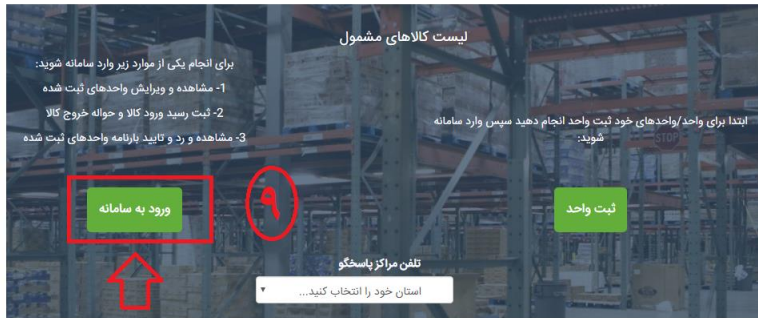 لیست کالاهای مشمول
ابتدا برای واحد/واحدهای خود ثبت واحد انجام دهید سپس وارد سامانه
شوید:
ثبت واحد
برای انجام یکی از موارد زیر وارد سامانه شوید:
1- مشاهده و ویرایش واحدهای ثبت شده
2- ثبت رسید ورود کالا و حواله خروج کالا
3- مشاهده و رد و تایید بارنامه واحدهای ثبت شده
ورود به سامانه
۹
تلفن مراکز پاسخگو
استان خود را انتخاب کنید...
STOP